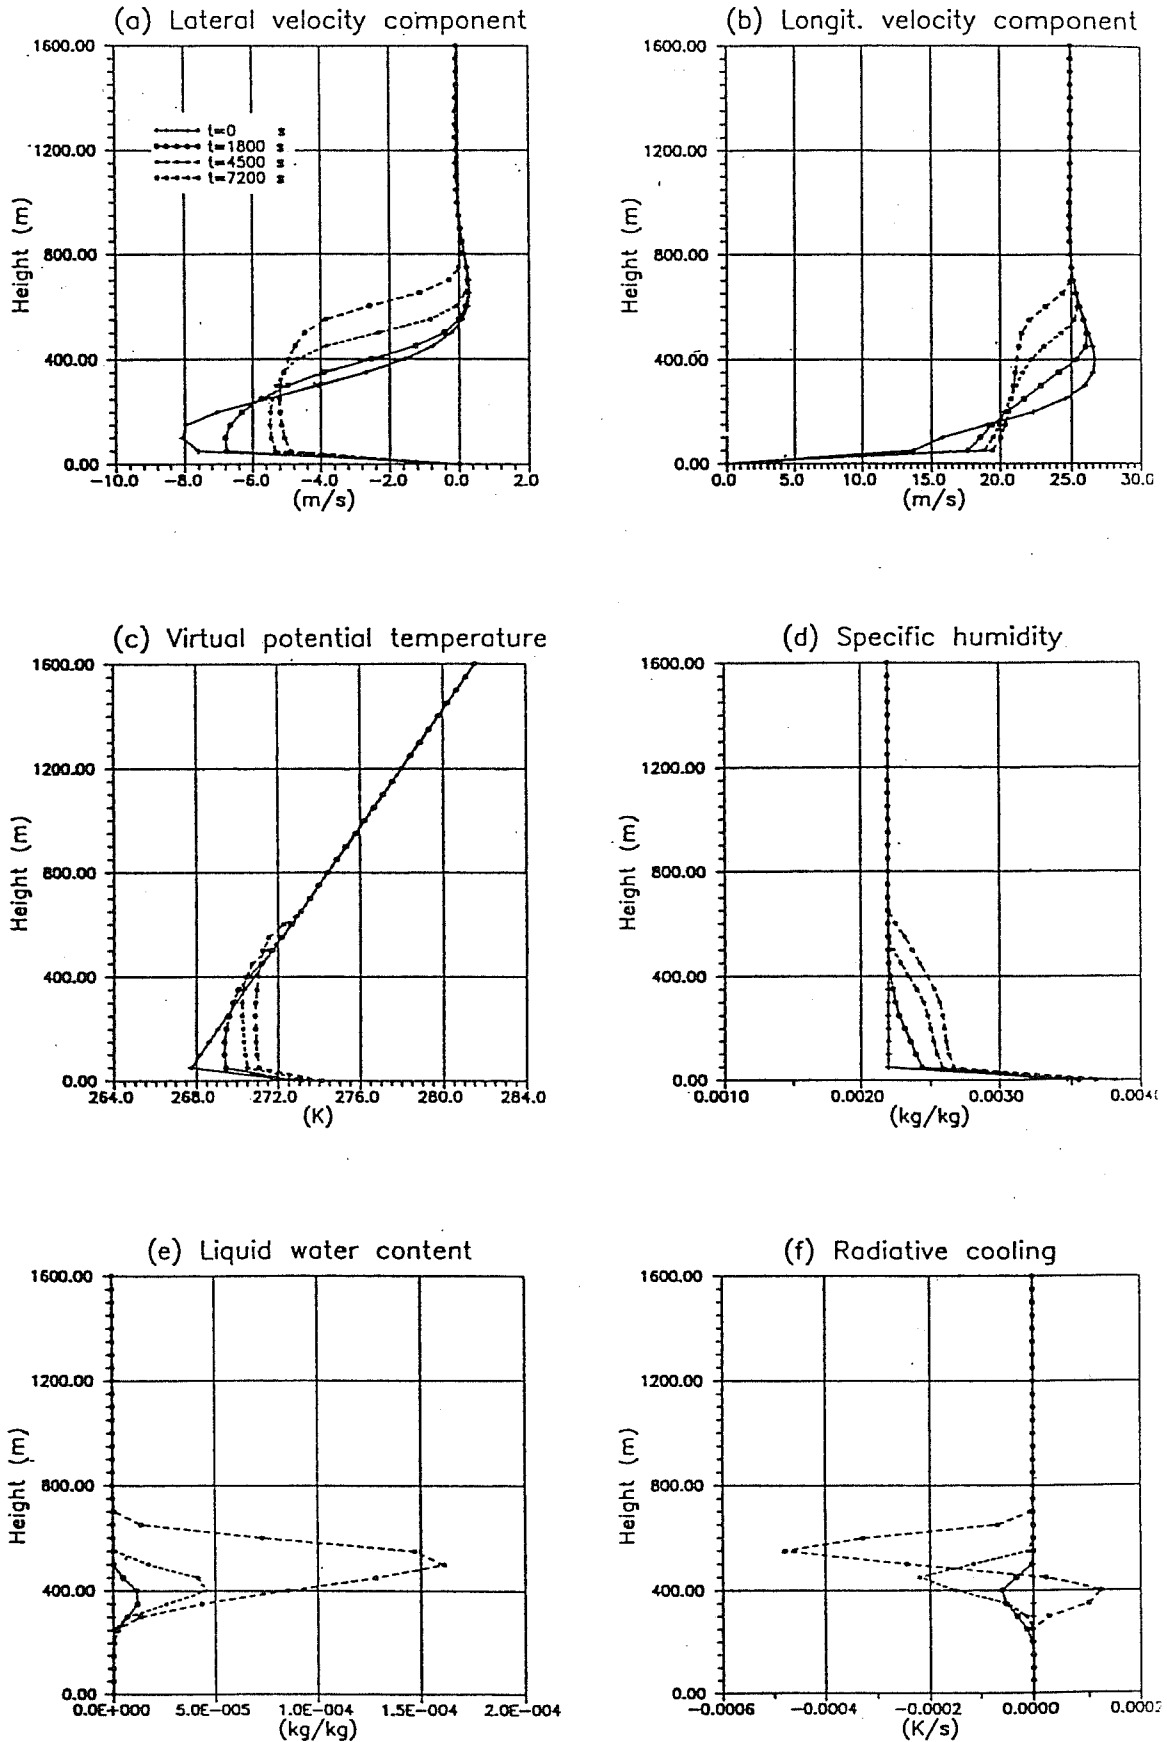 (a) Lateral velocity component
1600.00
1200.00
800.00
400.00
0.00
Height (m)
t=0 s
t=1800 s
t=4500 s
t=7200 s
-10.0 -8.0 -6.0 -4.0 -2.0 0.0 2.0
(m/s)
(b) Longit. velocity component
1600.00
1200.00
800.00
400.00
0.00
Height (m)
0.0 5.0 10.0 15.0 20.0 25.0 30.0
(m/s)
(c) Virtual potential temperature
1600.00
1200.00
800.00
400.00
0.00
Height (m)
264.0 268.0 272.0 276.0 280.0 284.0
(K)
(d) Specific humidity
1600.00
1200.00
800.00
400.00
0.00
Height (m)
0.0010 0.0020 0.0030
(kg/kg)
(e) Liquid water content
1600.00
1200.00
800.00
400.00
0.00
Height (m)
0.0E+000 5.0E-005 1.0E-004 1.5E-004 2.0E-004
(kg/kg)
(f) Radiative cooling
1600.00
1200.00
800.00
400.00
0.00
Height (m)
-0.0006 -0.0004 -0.0002 0.0000
(K/s)